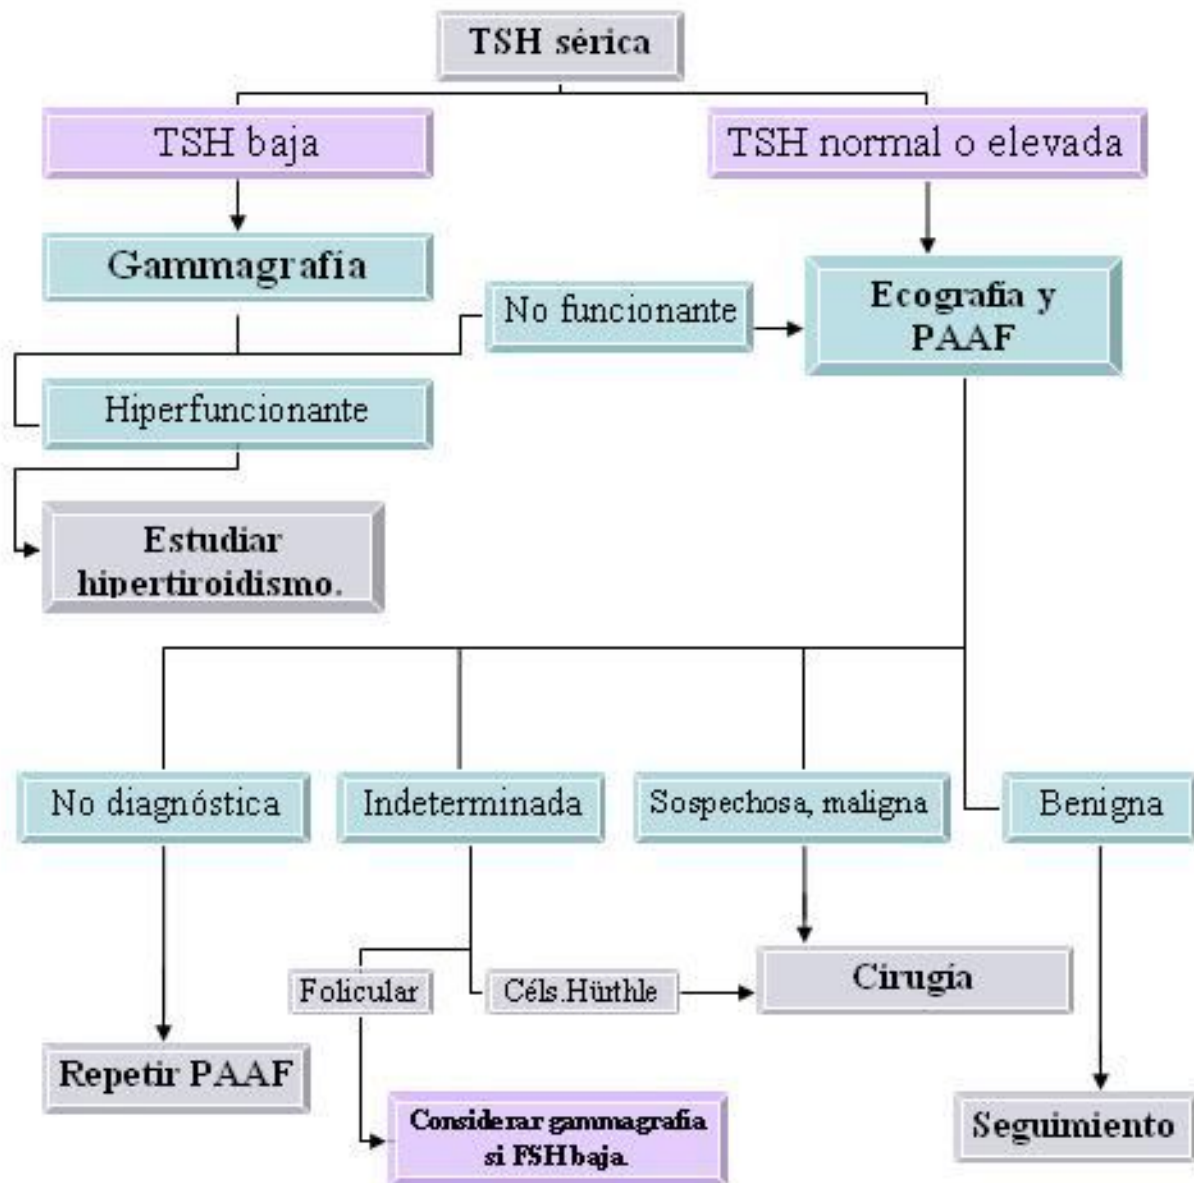 TSH sérica
TSH baja
TSH normal o elevada
Gammagrafía
No funcionante
Ecografía y
PAAF
Hiperfuncionante
Estudiar
hipertiroidismo.
No diagnóstica
Indeterminada
Sospechosa, maligna
Benigna
Folicular
Céls.Hürthle
Cirugía
Repetir PAAF
Considerar gammagrafía
si FSH baja.
Seguimiento